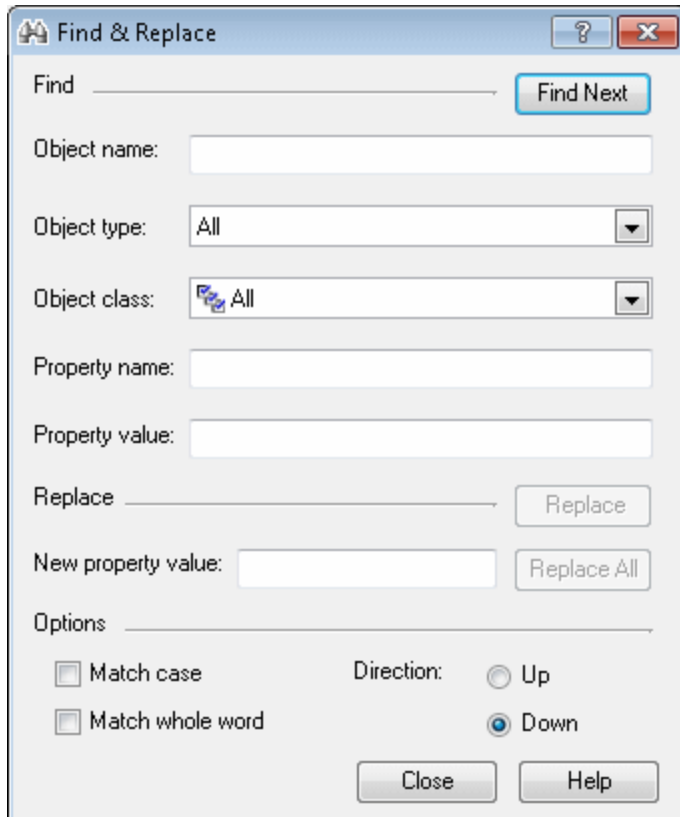 Find & Replace
Find
Find Next
Object name:
Object type: All
Object class: All
Property name:
Property value:
Replace
Replace
New property value:
Replace All
Options
Match case Direction: Up
Match whole word Down
Close Help